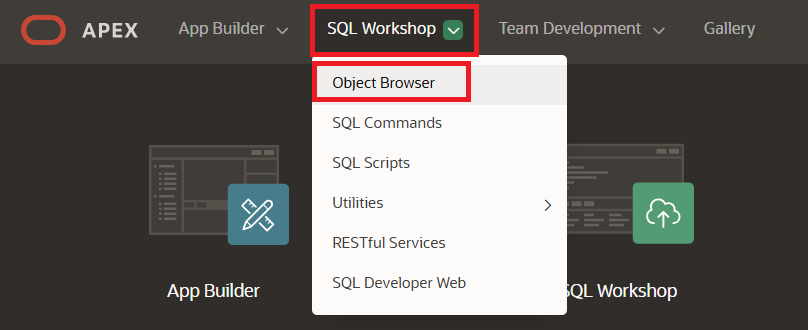 APEX App Builder SQL Workshop Team Development Gallery
Object Browser
SQL Commands
SQL Scripts
Utilities
RESTful Services
SQL Developer Web
App Builder SQL Workshop